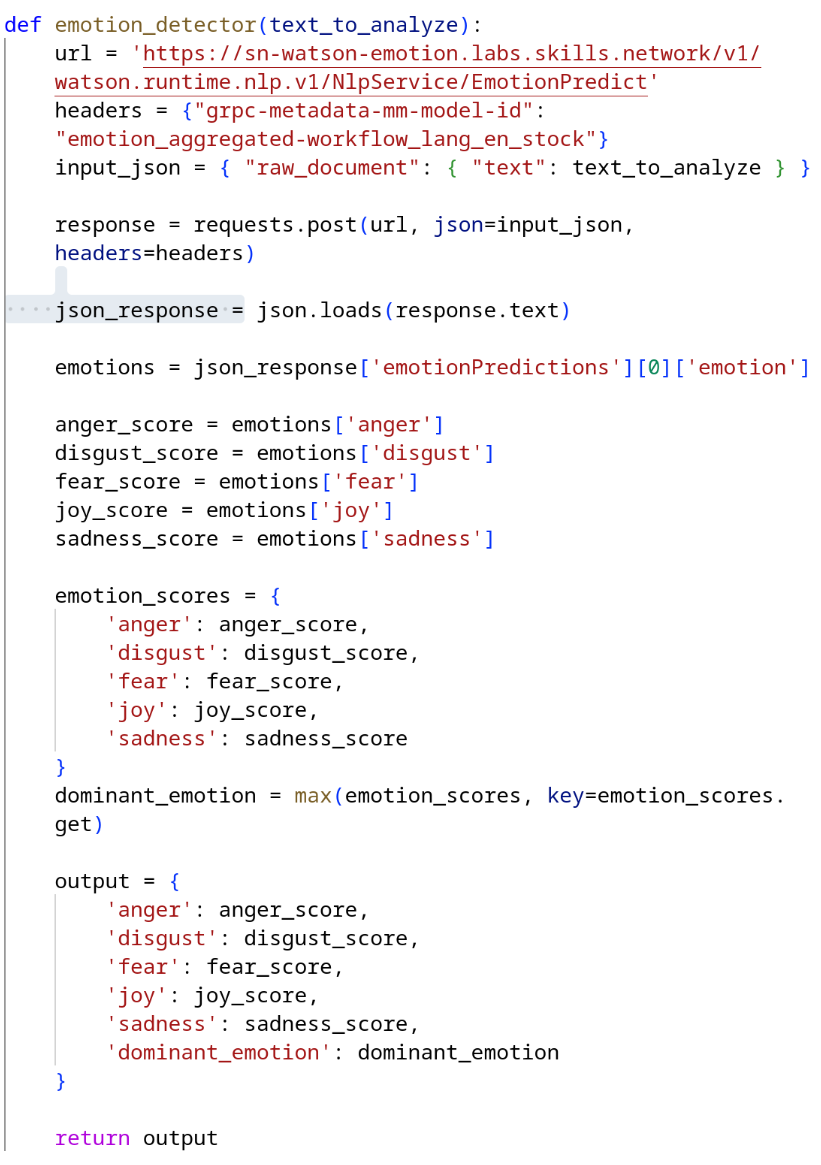 def emotion_detector(text_to_analyze):
    url = 'https://sn-watson-emotion.labs.skills.network/v1/
    watson.runtime.nlp.v1/NlpService/EmotionPredict'
    headers = {"grpc-metadata-mm-model-id":
    "emotion_aggregated-workflow_lang_en_stock"}
    input_json = { "raw_document": { "text": text_to_analyze } }

    response = requests.post(url, json=input_json,
    headers=headers)

    json_response = json.loads(response.text)

    emotions = json_response['emotionPredictions'][0]['emotion']

    anger_score = emotions['anger']
    disgust_score = emotions['disgust']
    fear_score = emotions['fear']
    joy_score = emotions['joy']
    sadness_score = emotions['sadness']

    emotion_scores = {
        'anger': anger_score,
        'disgust': disgust_score,
        'fear': fear_score,
        'joy': joy_score,
        'sadness': sadness_score
    }
    dominant_emotion = max(emotion_scores, key=emotion_scores.
    get)

    output = {
        'anger': anger_score,
        'disgust': disgust_score,
        'fear': fear_score,
        'joy': joy_score,
        'sadness': sadness_score,
        'dominant_emotion': dominant_emotion
    }

    return output